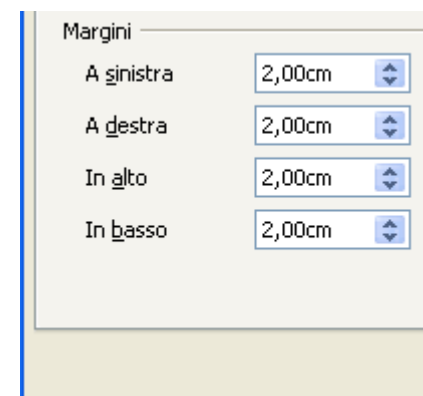 Margini
A sinistra 2,00cm
A destra 2,00cm
In alto 2,00cm
In basso 2,00cm